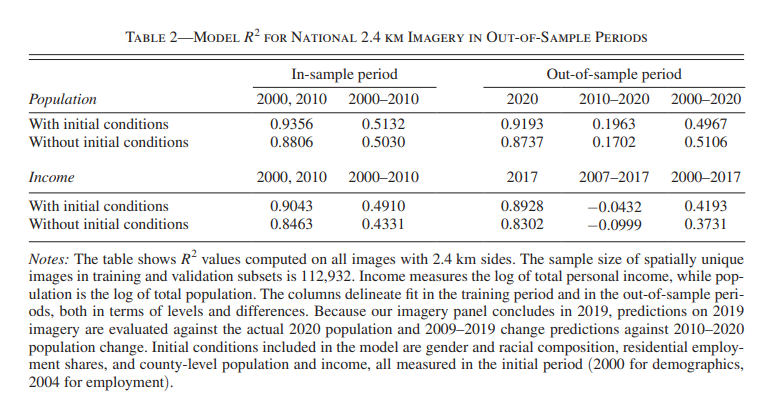 TABLE 2—MODEL R² FOR NATIONAL 2.4 KM IMAGERY IN OUT-OF-SAMPLE PERIODS
In-sample period Out-of-sample period
Population 2000, 2010 2000–2010 2020 2010–2020 2000–2020
With initial conditions 0.9356 0.5132 0.9193 0.1963 0.4967
Without initial conditions 0.8806 0.5030 0.8737 0.1702 0.5106
Income 2000, 2010 2000–2010 2017 2007–2017 2000–2017
With initial conditions 0.9043 0.4910 0.8928 −0.0432 0.4193
Without initial conditions 0.8463 0.4331 0.8302 −0.0999 0.3731
Notes: The table shows R² values computed on all images with 2.4 km sides. The sample size of spatially unique
images in training and validation subsets is 112,932. Income measures the log of total personal income, while pop-
ulation is the log of total population. The columns delineate fit in the training period and in the out-of-sample peri-
ods, both in terms of levels and differences. Because our imagery panel concludes in 2019, predictions on 2019
imagery are evaluated against the actual 2020 population and 2009–2019 change predictions against 2010–2020
population change. Initial conditions included in the model are gender and racial composition, residential employ-
ment shares, and county-level population and income, all measured in the initial period (2000 for demographics,
2004 for employment).